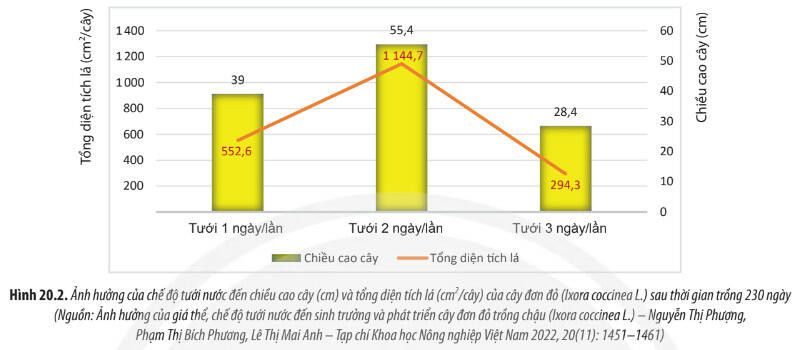 Tổng diện tích lá (cm²/cây)
1400
1200
1000
800
600
400
200
39
55,4
28,4
552,6
1 144,7
294,3
60
50
40
30
20
10
0
Chiều cao cây (cm)
Tưới 1 ngày/lần
Tưới 2 ngày/lần
Tưới 3 ngày/lần
Chiều cao cây
Tổng diện tích lá
Hình 20.2. Ảnh hưởng của chế độ tưới nước đến chiều cao cây (cm) và tổng diện tích lá (cm²/cây) của cây đơn đỏ (Ixora coccinea L.) sau thời gian trồng 230 ngày
(Nguồn: Ảnh hưởng của giá thể, chế độ tưới nước đến sinh trưởng và phát triển cây đơn đỏ trồng chậu (Ixora coccinea L.) – Nguyễn Thị Phượng,
Phạm Thị Bích Phương, Lê Thị Mai Anh – Tạp chí Khoa học Nông nghiệp Việt Nam 2022, 20(11): 1451–1461)